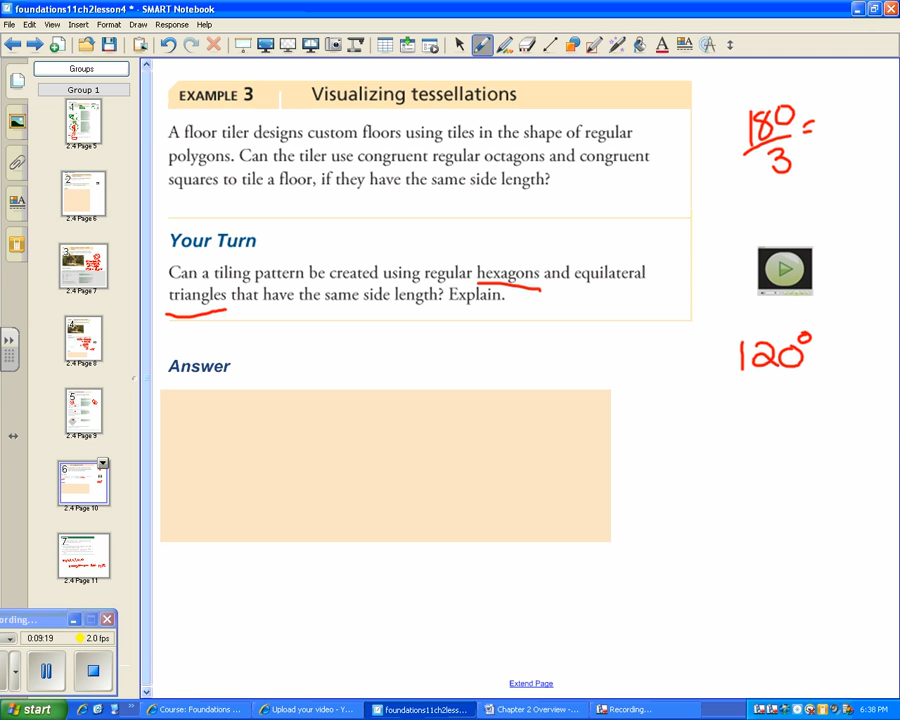 foundations11ch2lesson4 * - SMART Notebook
File Edit View Insert Format Draw Response Help
Groups
Group 1
2.4 Page 5
2.4 Page 6
2.4 Page 7
2.4 Page 8
2.4 Page 9
2.4 Page 10
2.4 Page 11
EXAMPLE 3 Visualizing tessellations
A floor tiler designs custom floors using tiles in the shape of regular
polygons. Can the tiler use congruent regular octagons and congruent
squares to tile a floor, if they have the same side length?
Your Turn
Can a tiling pattern be created using regular hexagons and equilateral
triangles that have the same side length? Explain.
Answer
180 =
3
120°
Extend Page
ording...
0:09:19 2.0 fps
start
Course: Foundations ...
Upload your video - Y...
foundations11ch2less...
Chapter 2 Overview -...
Recording...
6:38 PM